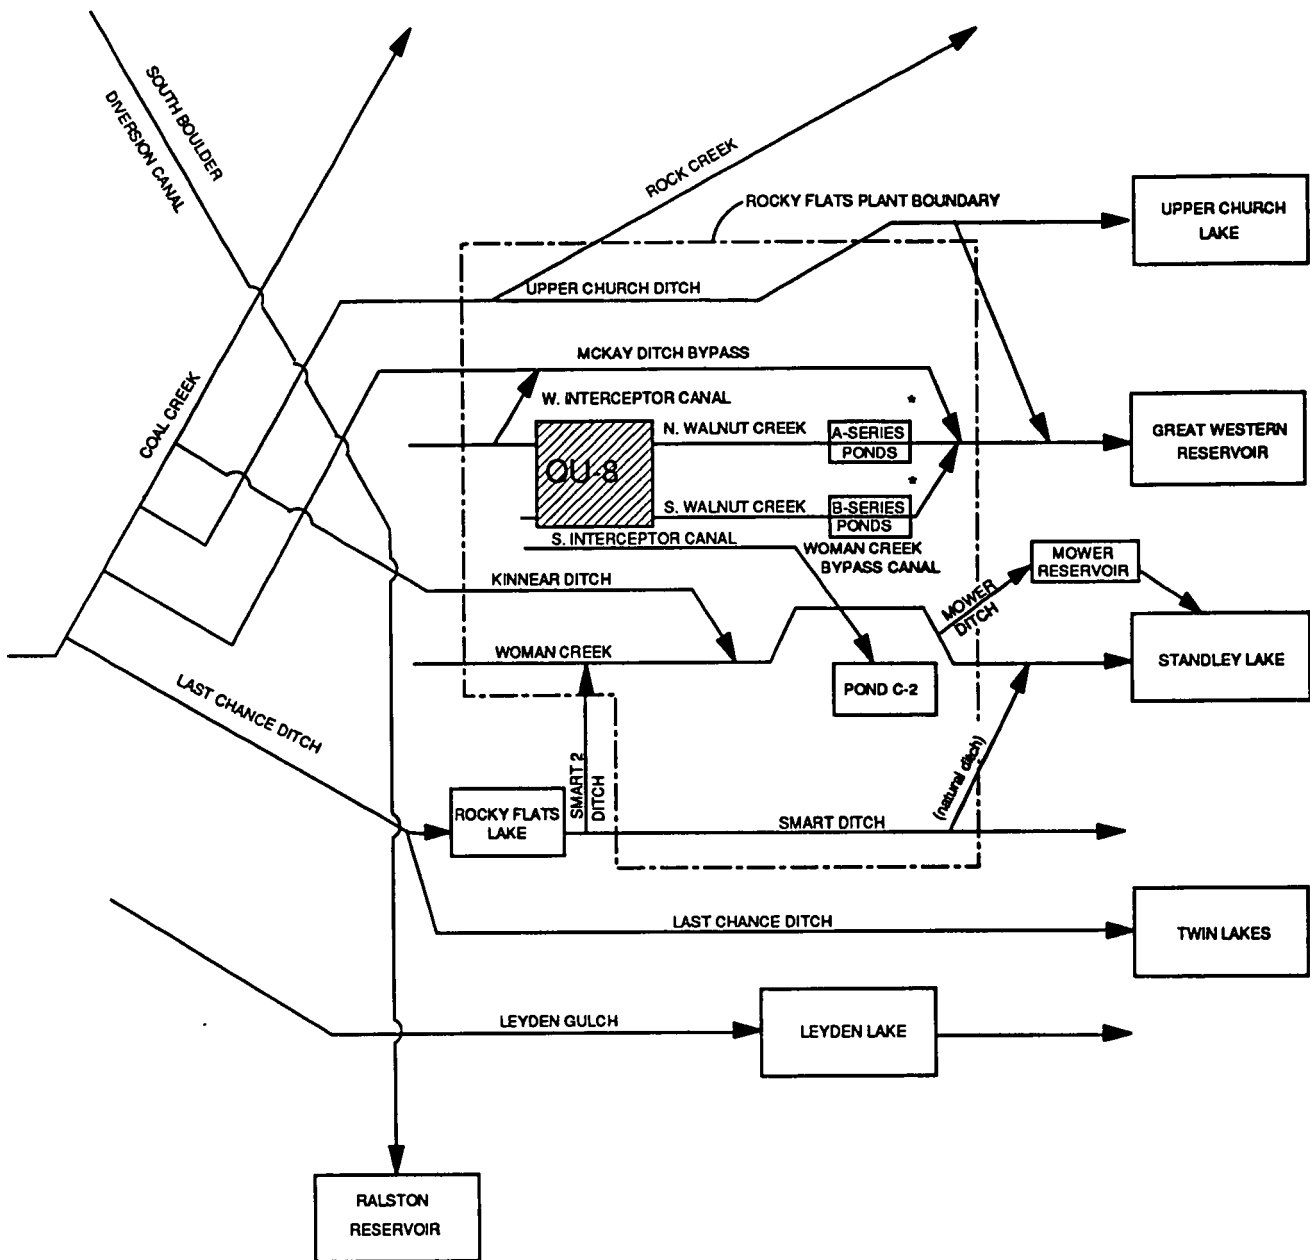 SOUTH BOULDER
DIVERSION CANAL
ROCK CREEK
ROCKY FLATS PLANT BOUNDARY
UPPER CHURCH
LAKE
UPPER CHURCH DITCH
MCKAY DITCH BYPASS
COAL CREEK
W. INTERCEPTOR CANAL
*
N. WALNUT CREEK
A-SERIES
PONDS
GREAT WESTERN
RESERVOIR
OU-8
*
S. WALNUT CREEK
B-SERIES
PONDS
S. INTERCEPTOR CANAL
WOMAN CREEK
BYPASS CANAL
MOWER
RESERVOIR
KINNEAR DITCH
MOWER
DITCH
WOMAN CREEK
STANDLEY LAKE
POND C-2
LAST CHANCE DITCH
SMART 2
DITCH
(natural ditch)
ROCKY FLATS
LAKE
SMART DITCH
LAST CHANCE DITCH
TWIN LAKES
LEYDEN GULCH
LEYDEN LAKE
RALSTON
RESERVOIR